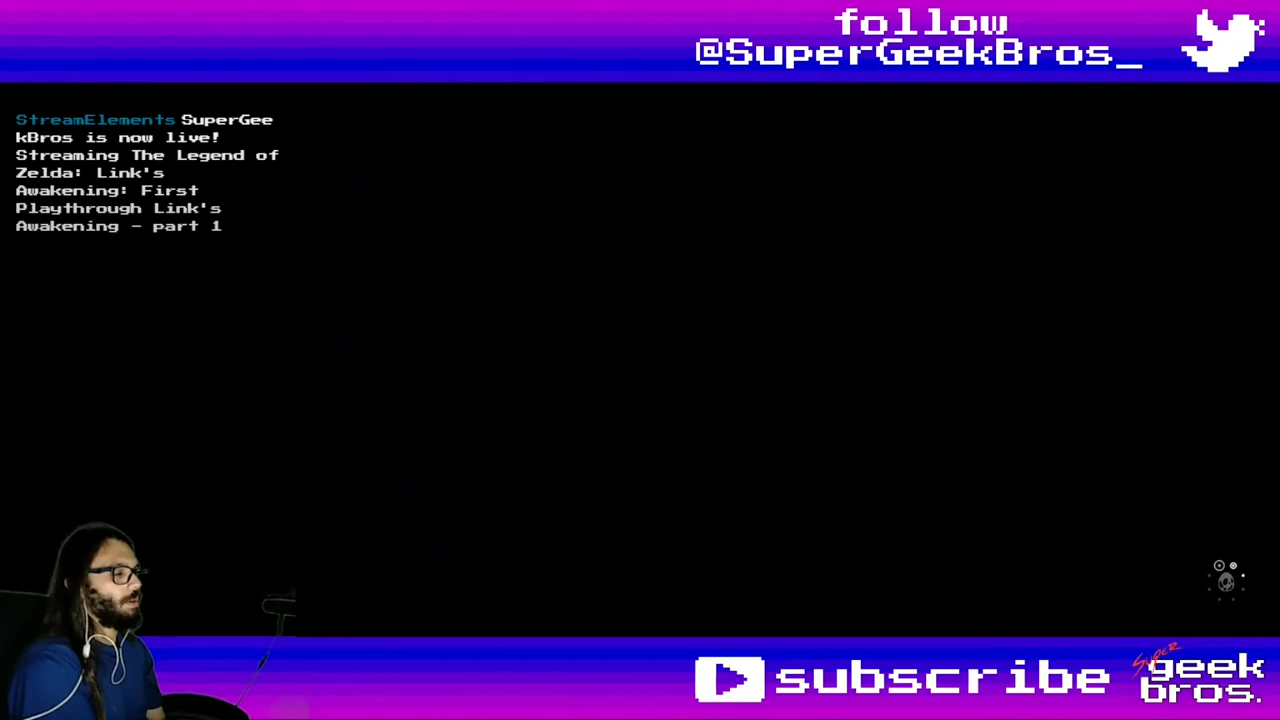 follow
@SuperGeekBros_
StreamElements SuperGee
kBros is now live!
Streaming The Legend of
Zelda: Link's
Awakening: First
Playthrough Link's
Awakening - part 1
subscribe
SUPER
geek
bros.